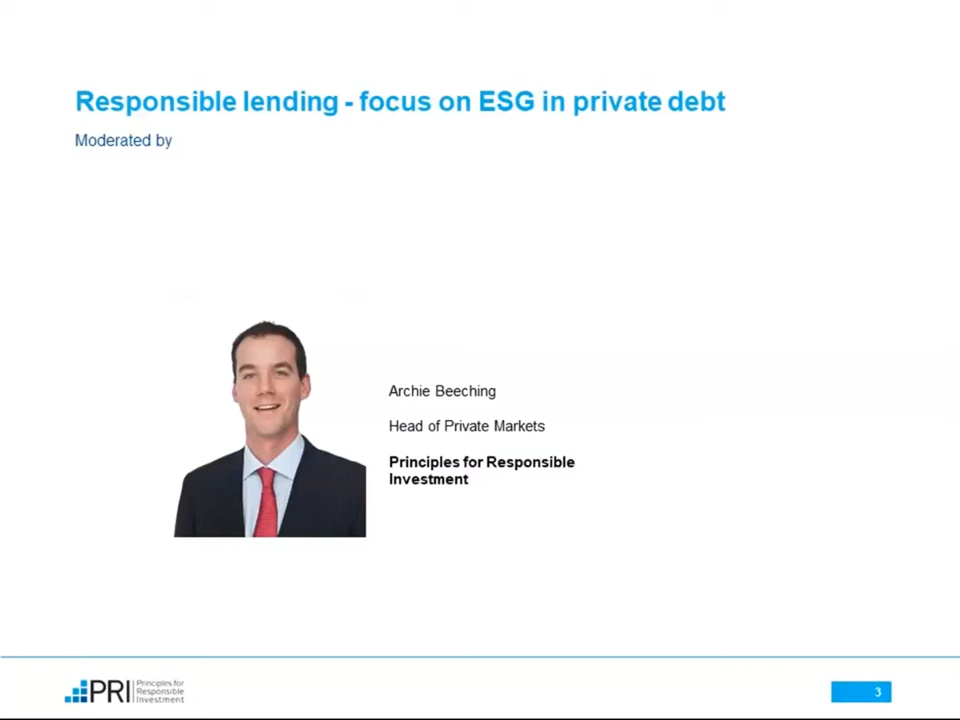 Responsible lending - focus on ESG in private debt
Moderated by
Archie Beeching
Head of Private Markets
Principles for Responsible
Investment
PRI
Principles for
Responsible
Investment
3